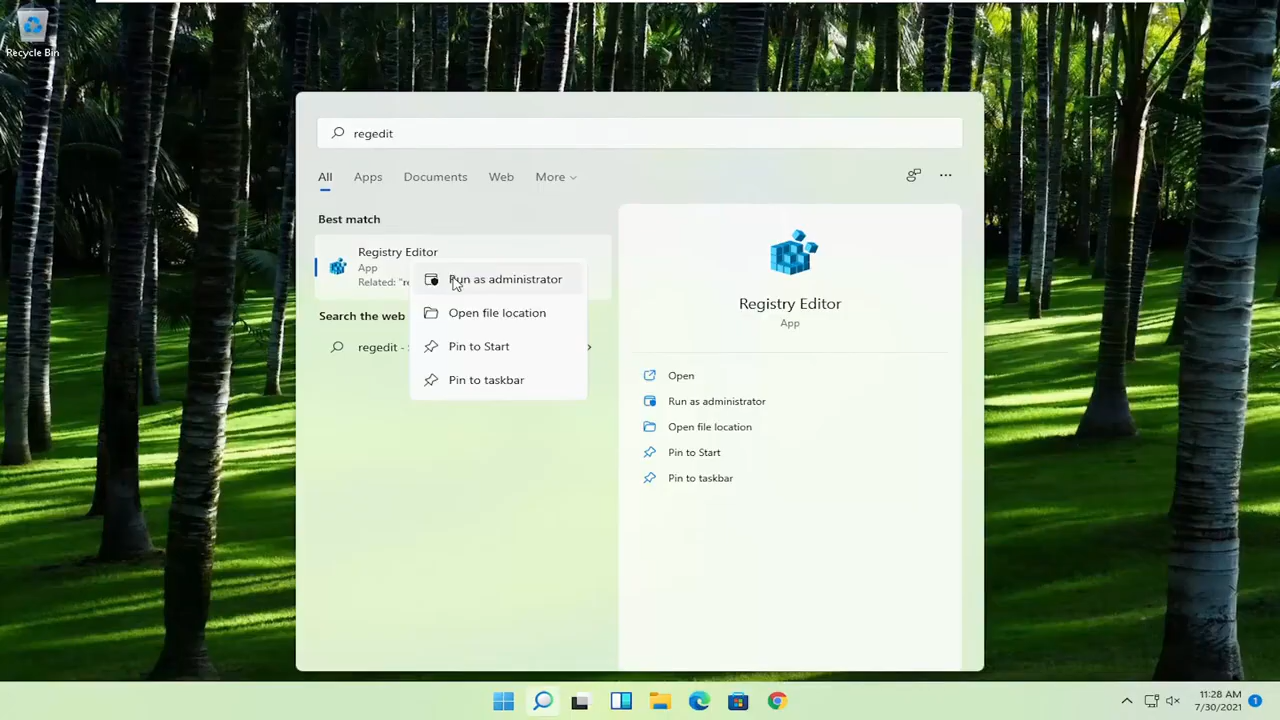 Recycle Bin
regedit
All Apps Documents Web More
Best match
Registry Editor
App
Related: "re
Run as administrator
Open file location
Pin to Start
Pin to taskbar
Search the web
regedit -
Registry Editor
App
Open
Run as administrator
Open file location
Pin to Start
Pin to taskbar
11:28 AM
7/30/2021
1